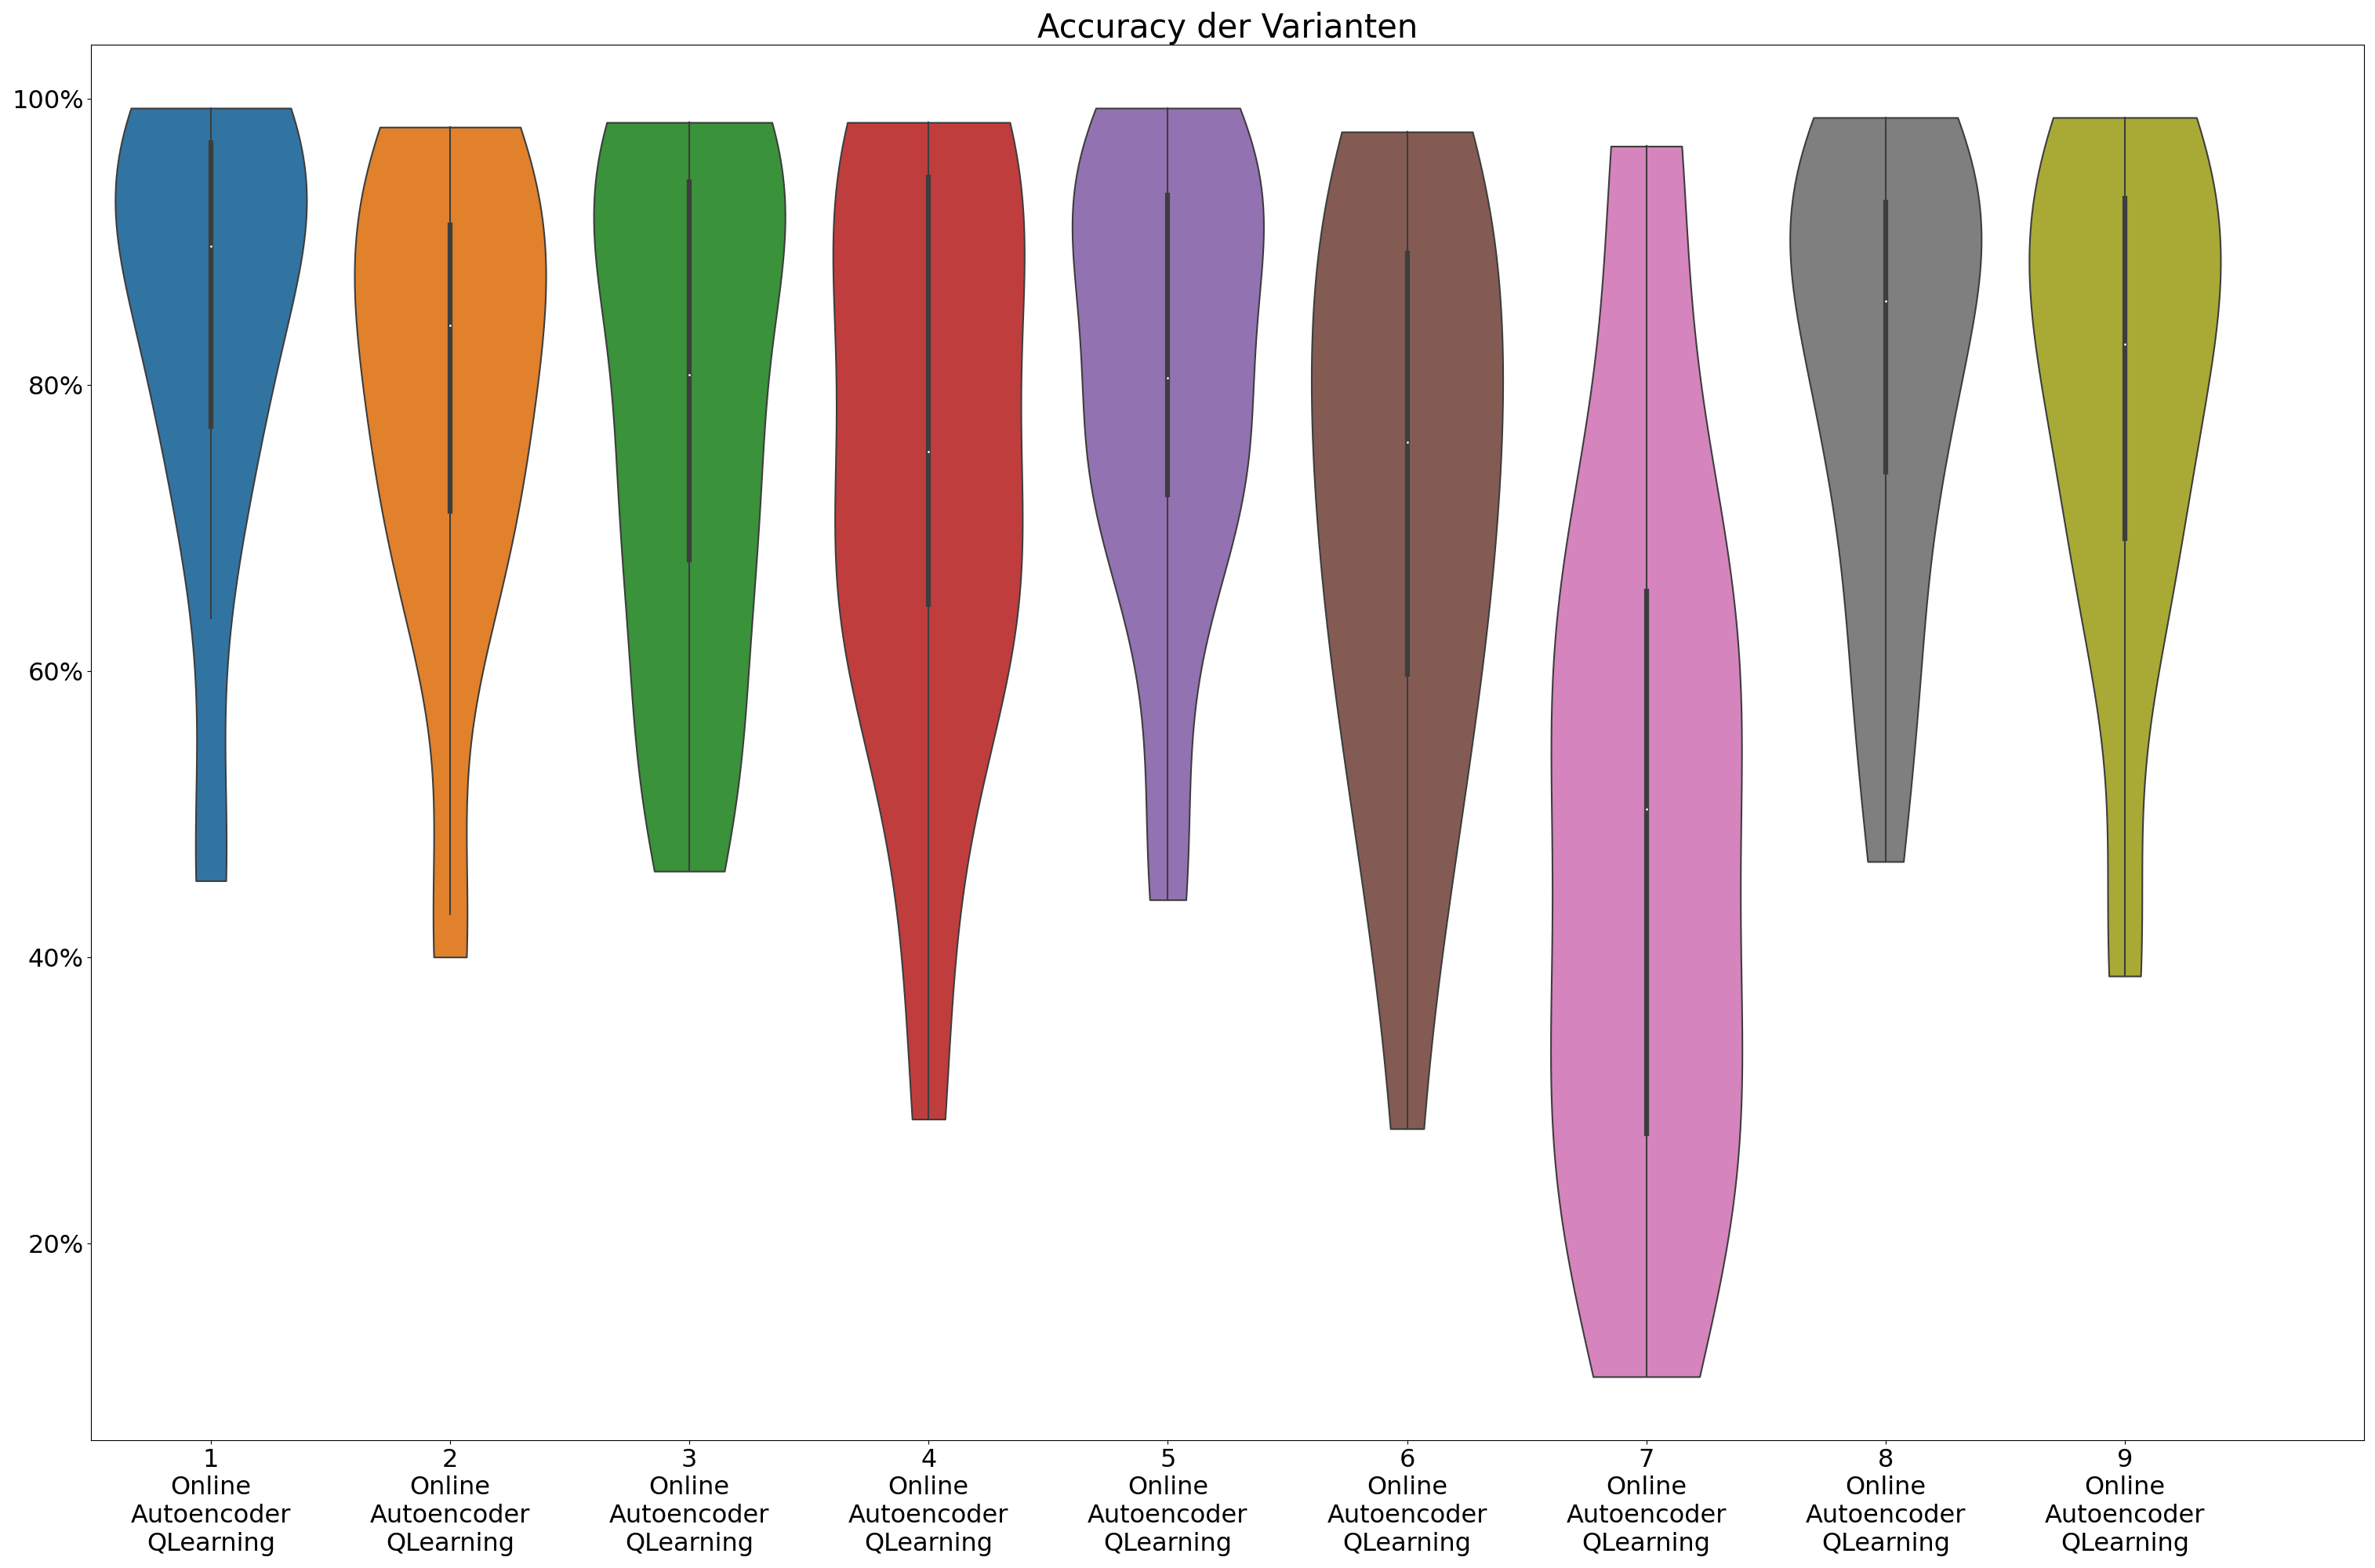 Accuracy der Varianten
100%
80%
60%
40%
20%
1 2 3 4 5 6 7 8 9
Online Online Online Online Online Online Online Online Online
Autoencoder Autoencoder Autoencoder Autoencoder Autoencoder Autoencoder Autoencoder Autoencoder Autoencoder
QLearning QLearning QLearning QLearning QLearning QLearning QLearning QLearning QLearning